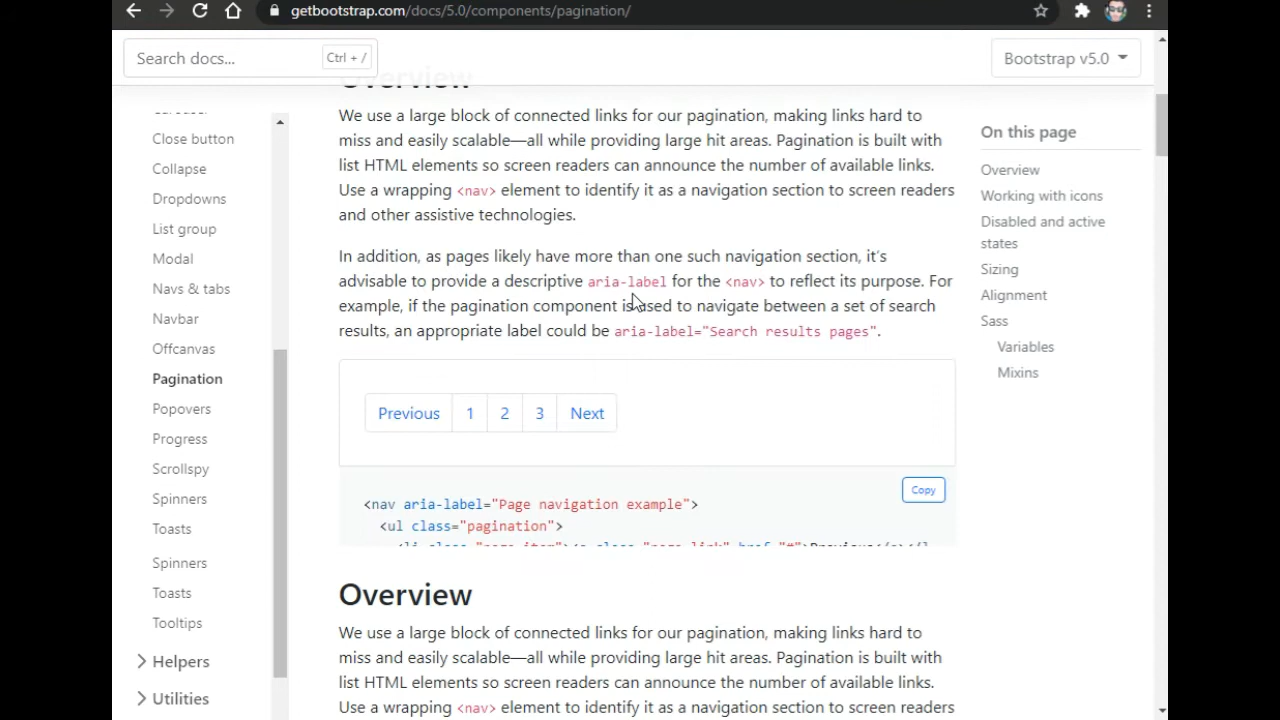 getbootstrap.com/docs/5.0/components/pagination/
Search docs...
Ctrl + /
Bootstrap v5.0
Close button
Collapse
Dropdowns
List group
Modal
Navs & tabs
Navbar
Offcanvas
Pagination
Popovers
Progress
Scrollspy
Spinners
Toasts
Spinners
Toasts
Tooltips
Helpers
Utilities
Overview
We use a large block of connected links for our pagination, making links hard to
miss and easily scalable—all while providing large hit areas. Pagination is built with
list HTML elements so screen readers can announce the number of available links.
Use a wrapping <nav> element to identify it as a navigation section to screen readers
and other assistive technologies.
In addition, as pages likely have more than one such navigation section, it's
advisable to provide a descriptive aria-label for the <nav> to reflect its purpose. For
example, if the pagination component is used to navigate between a set of search
results, an appropriate label could be aria-label="Search results pages".
Previous 1 2 3 Next
Copy
<nav aria-label="Page navigation example">
<ul class="pagination">
Overview
We use a large block of connected links for our pagination, making links hard to
miss and easily scalable—all while providing large hit areas. Pagination is built with
list HTML elements so screen readers can announce the number of available links.
Use a wrapping <nav> element to identify it as a navigation section to screen readers
On this page
Overview
Working with icons
Disabled and active
states
Sizing
Alignment
Sass
Variables
Mixins